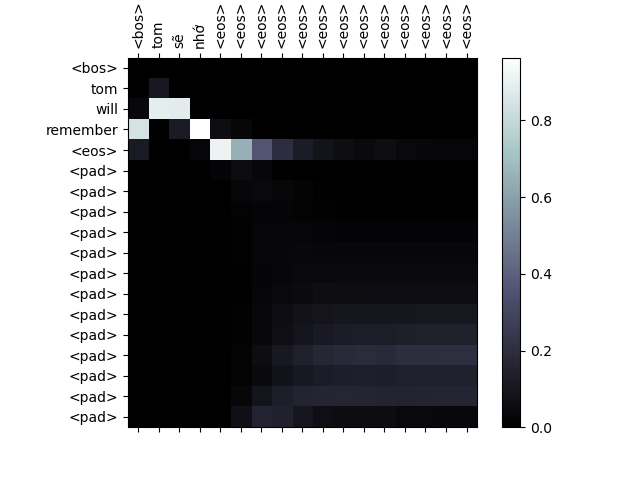 <bos>
tom
sẽ
nhớ
<eos>
<eos>
<eos>
<eos>
<eos>
<eos>
<eos>
<eos>
<eos>
<eos>
<eos>
<eos>
<eos>
<bos>
tom
will
remember
<eos>
<pad>
<pad>
<pad>
<pad>
<pad>
<pad>
<pad>
<pad>
<pad>
<pad>
<pad>
<pad>
<pad>
0.8
0.6
0.4
0.2
0.0